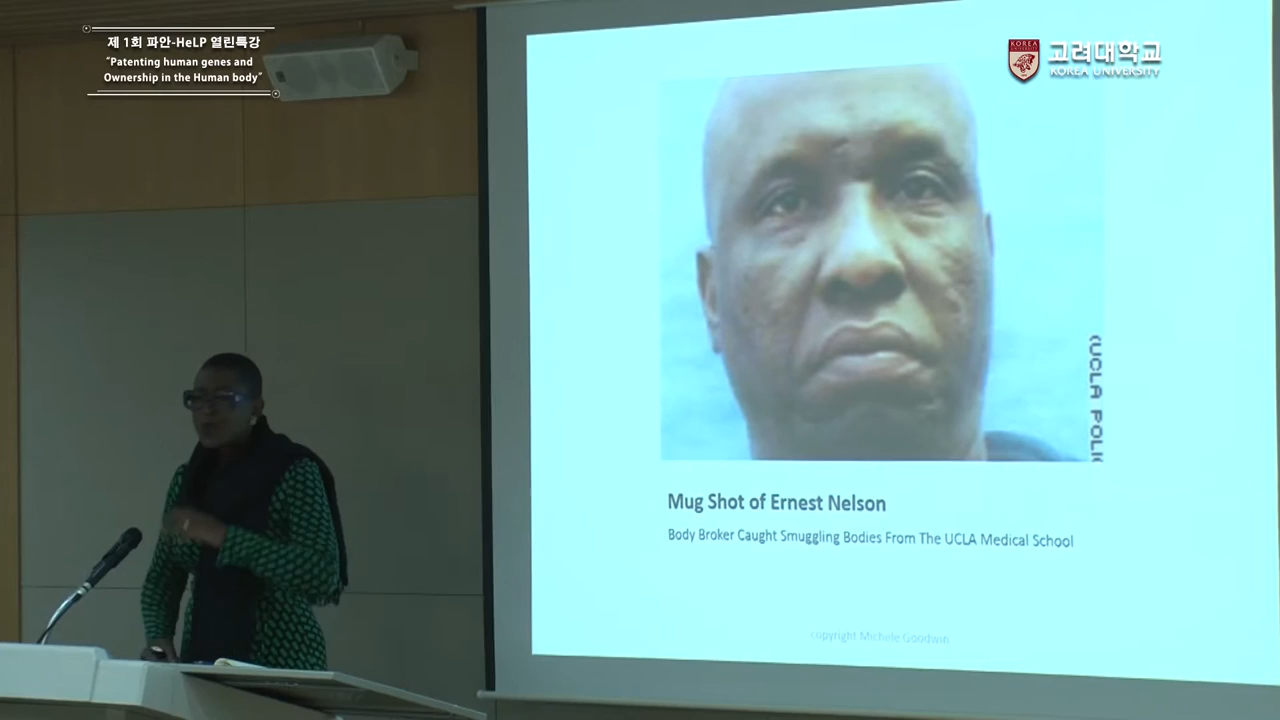 제 1회 파안-HeLP 열린특강
“Patenting human genes and
Ownership in the Human body”
KOREA
고려대학교
KOREA UNIVERSITY
(UCLA POLIC
Mug Shot of Ernest Nelson
Body Broker Caught Smuggling Bodies From The UCLA Medical School
copyright Michele Goodwin